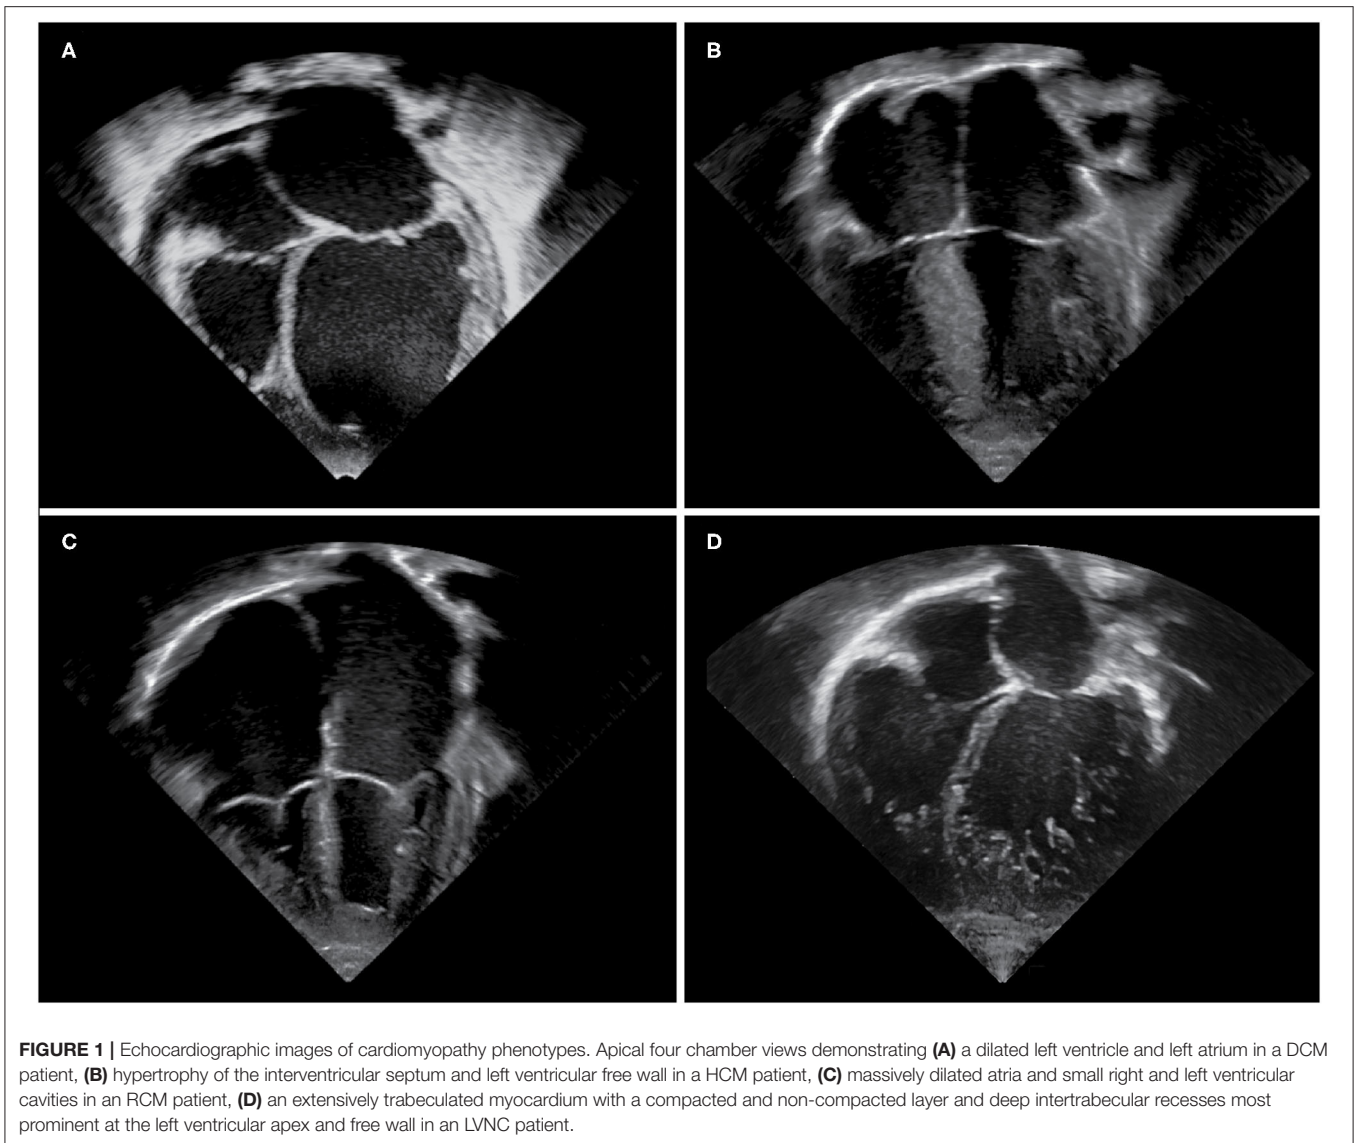 A
B
C
D
FIGURE 1 | Echocardiographic images of cardiomyopathy phenotypes. Apical four chamber views demonstrating (A) a dilated left ventricle and left atrium in a DCM
patient, (B) hypertrophy of the interventricular septum and left ventricular free wall in a HCM patient, (C) massively dilated atria and small right and left ventricular
cavities in an RCM patient, (D) an extensively trabeculated myocardium with a compacted and non-compacted layer and deep intertrabecular recesses most
prominent at the left ventricular apex and free wall in an LVNC patient.